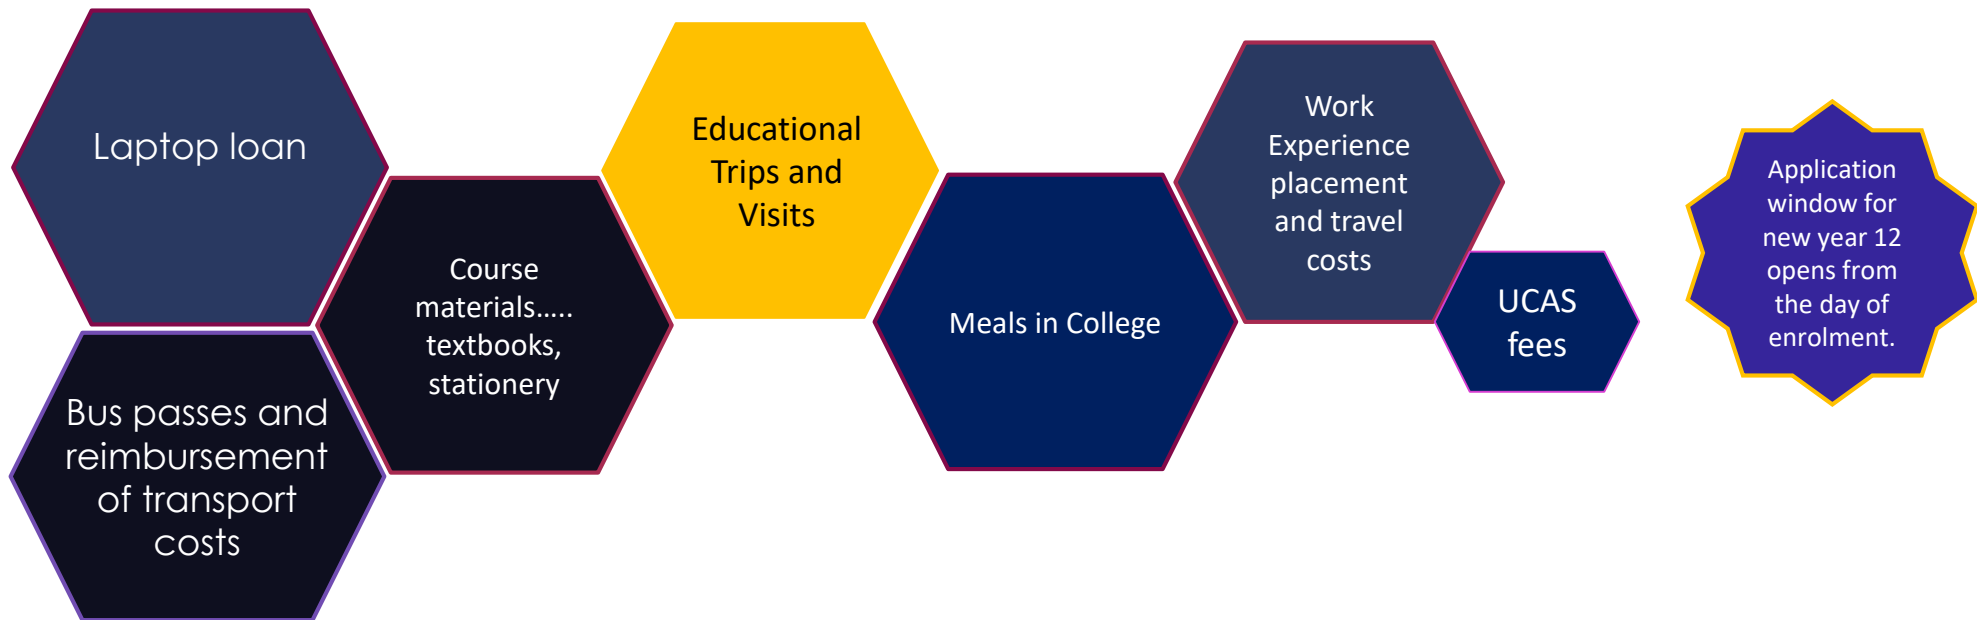 Laptop loan
Bus passes and
reimbursement
of transport
costs
Course
materials.....
textbooks,
stationery
Educational
Trips and
Visits
Meals in College
Work
Experience
placement
and travel
costs
UCAS
fees
Application
window for
new year 12
opens from
the day of
enrolment.